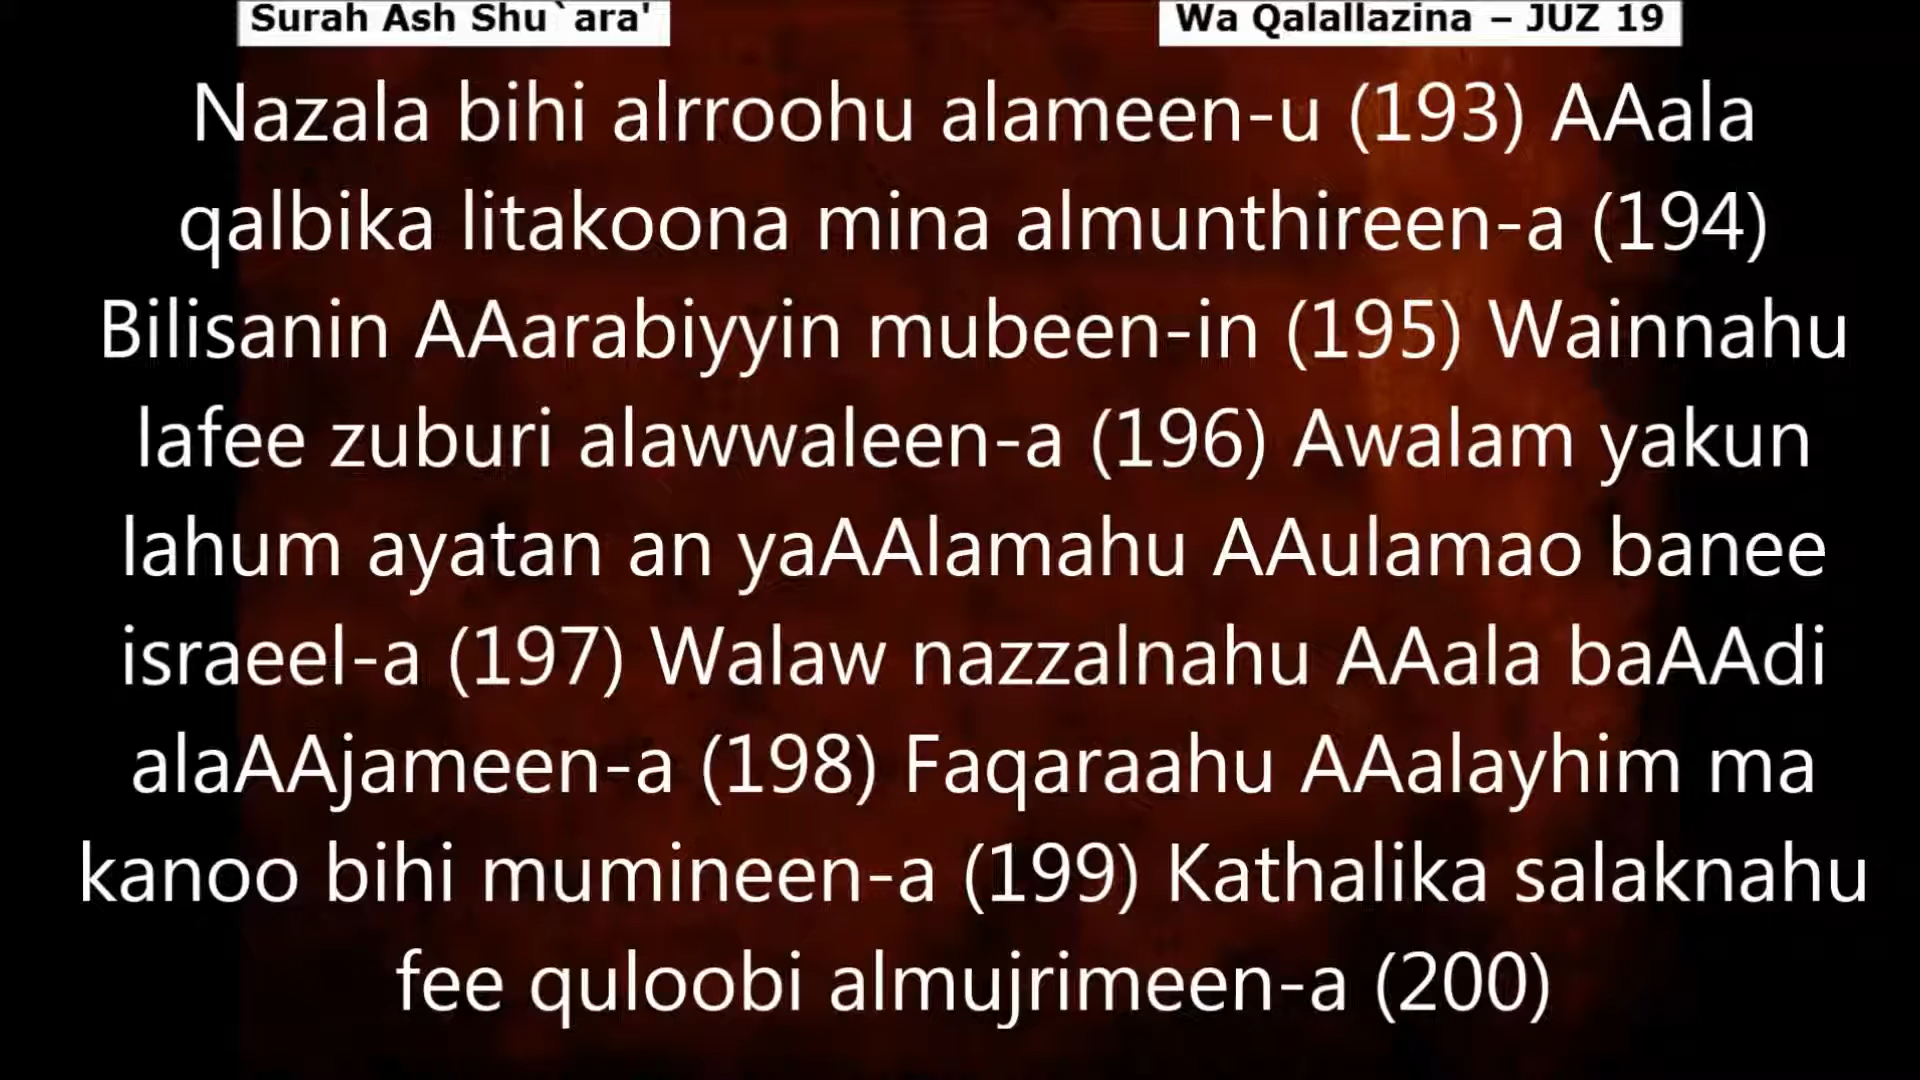 Surah Ash Shu`ara'
Wa Qalallazina – JUZ 19
Nazala bihi alrroohu alameen-u (193) AAala
qalbika litakoona mina almunthireen-a (194)
Bilisanin AAarabiyyin mubeen-in (195) Wainnahu
lafee zuburi alawwaleen-a (196) Awalam yakun
lahum ayatan an yaAAlamahu AAulamao banee
israeel-a (197) Walaw nazzalnahu AAala baAAdi
alaAAjameen-a (198) Faqaraahu AAalayhim ma
kanoo bihi mumineen-a (199) Kathalika salaknahu
fee quloobi almujrimeen-a (200)